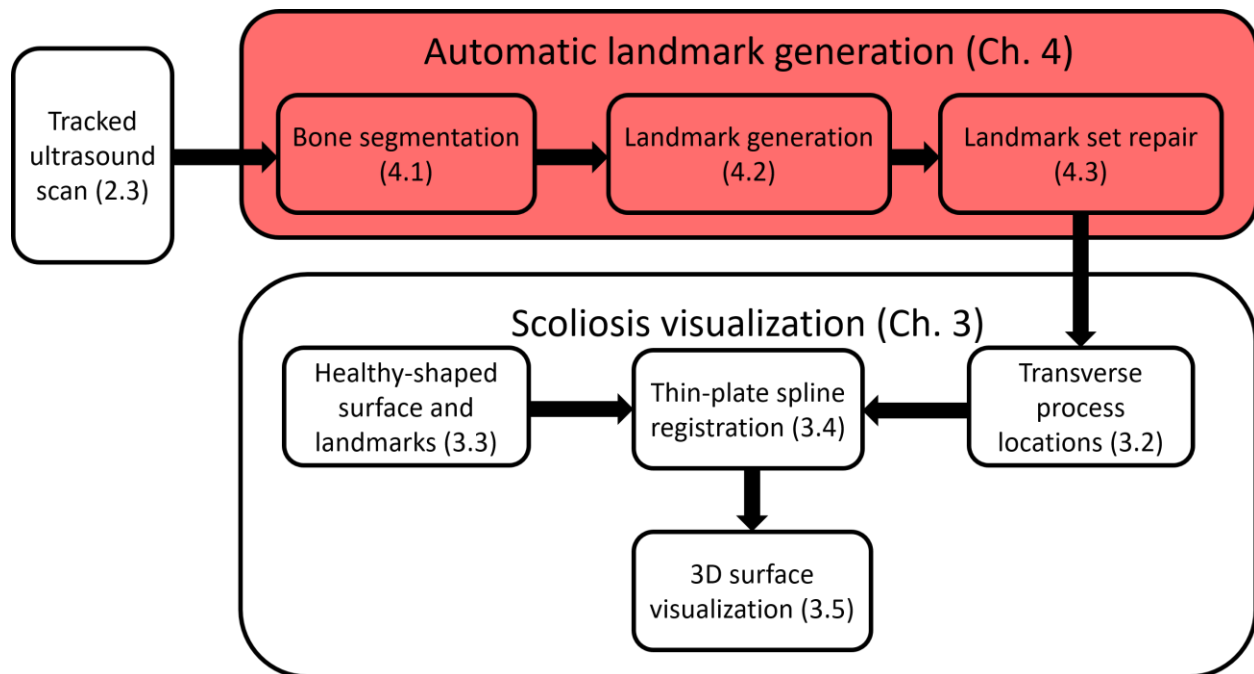 Automatic landmark generation (Ch. 4)
Tracked
ultrasound
scan (2.3)
Bone segmentation
(4.1)
Landmark generation
(4.2)
Landmark set repair
(4.3)
Scoliosis visualization (Ch. 3)
Healthy-shaped
surface and
landmarks (3.3)
Thin-plate spline
registration (3.4)
Transverse
process
locations (3.2)
3D surface
visualization (3.5)